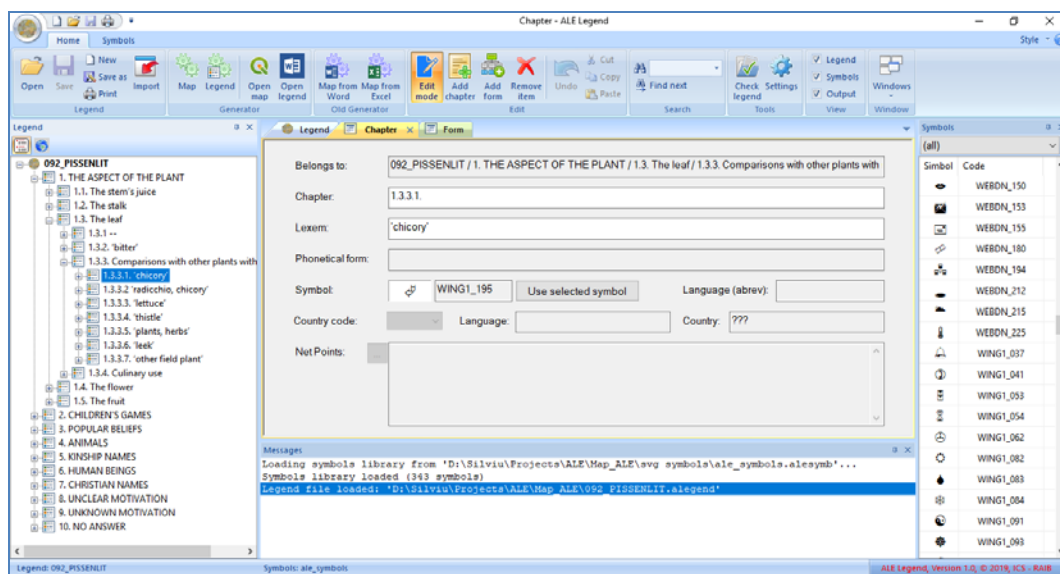 Chapter - ALE Legend
Home Symbols Style
Open Save New Save as Print Import Map Legend Open map Open legend Map from Word Map from Excel Edit mode Add chapter Add form Remove item Undo Cut Copy Paste Find next Check legend Settings Legend Symbols Output Windows
Legend Generator Old Generator Edit Search Tools View Window
Legend
092_PISSENLIT
1. THE ASPECT OF THE PLANT
1.1. The stem's juice
1.2. The stalk
1.3. The leaf
1.3.1 --
1.3.2. 'bitter'
1.3.3. Comparisons with other plants with
1.3.3.1. 'chicory'
1.3.3.2 'radicchio, chicory'
1.3.3.3. 'lettuce'
1.3.3.4. 'thistle'
1.3.3.5. 'plants, herbs'
1.3.3.6. 'leek'
1.3.3.7. 'other field plant'
1.3.4. Culinary use
1.4. The flower
1.5. The fruit
2. CHILDREN'S GAMES
3. POPULAR BELIEFS
4. ANIMALS
5. KINSHIP NAMES
6. HUMAN BEINGS
7. CHRISTIAN NAMES
8. UNCLEAR MOTIVATION
9. UNKNOWN MOTIVATION
10. NO ANSWER
Legend Chapter Form
Belongs to: 092_PISSENLIT / 1. THE ASPECT OF THE PLANT / 1.3. The leaf / 1.3.3. Comparisons with other plants with
Chapter: 1.3.3.1.
Lexem: 'chicory'
Phonetical form:
Symbol: WING1_195 Use selected symbol Language (abrev):
Country code: Language: Country: ???
Net Points: ...
Messages
Loading symbols library from 'D:\Silviu\Projects\ALE\Map_ALE\svg symbols\ale_symbols.alesymb'...
Symbols library loaded (343 symbols)
Legend file loaded: 'D:\Silviu\Projects\ALE\Map_ALE\092_PISSENLIT.alegend'
Symbols
(all)
Simbol Code
WEBDN_150
WEBDN_153
WEBDN_155
WEBDN_180
WEBDN_194
WEBDN_212
WEBDN_215
WEBDN_225
WING1_037
WING1_041
WING1_053
WING1_054
WING1_062
WING1_082
WING1_083
WING1_084
WING1_091
WING1_093
Legend: 092_PISSENLIT Symbols: ale_symbols ALE Legend, Version 1.0, © 2019, ICS - RAIB